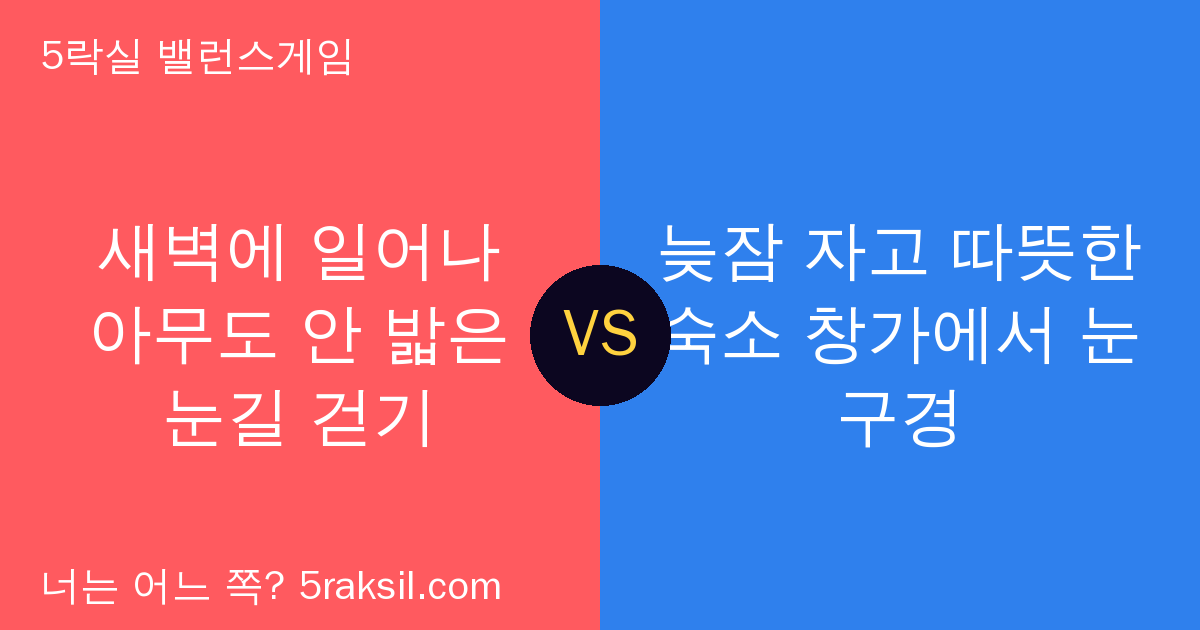 5락실 밸런스게임
새벽에 일어나
아무도 안 밟은
눈길 걷기
VS
늦잠 자고 따뜻한
숙소 창가에서 눈
구경
너는 어느 쪽? 5raksil.com